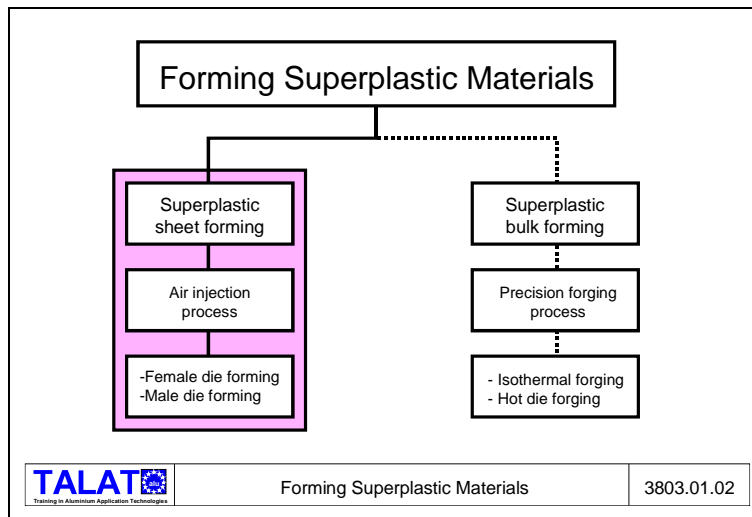 Forming Superplastic Materials
Superplastic
sheet forming
Air injection
process
-Female die forming
-Male die forming
Superplastic
bulk forming
Precision forging
process
- Isothermal forging
- Hot die forging
TALAT
alu
Training in Aluminium Application Technologies
Forming Superplastic Materials
3803.01.02